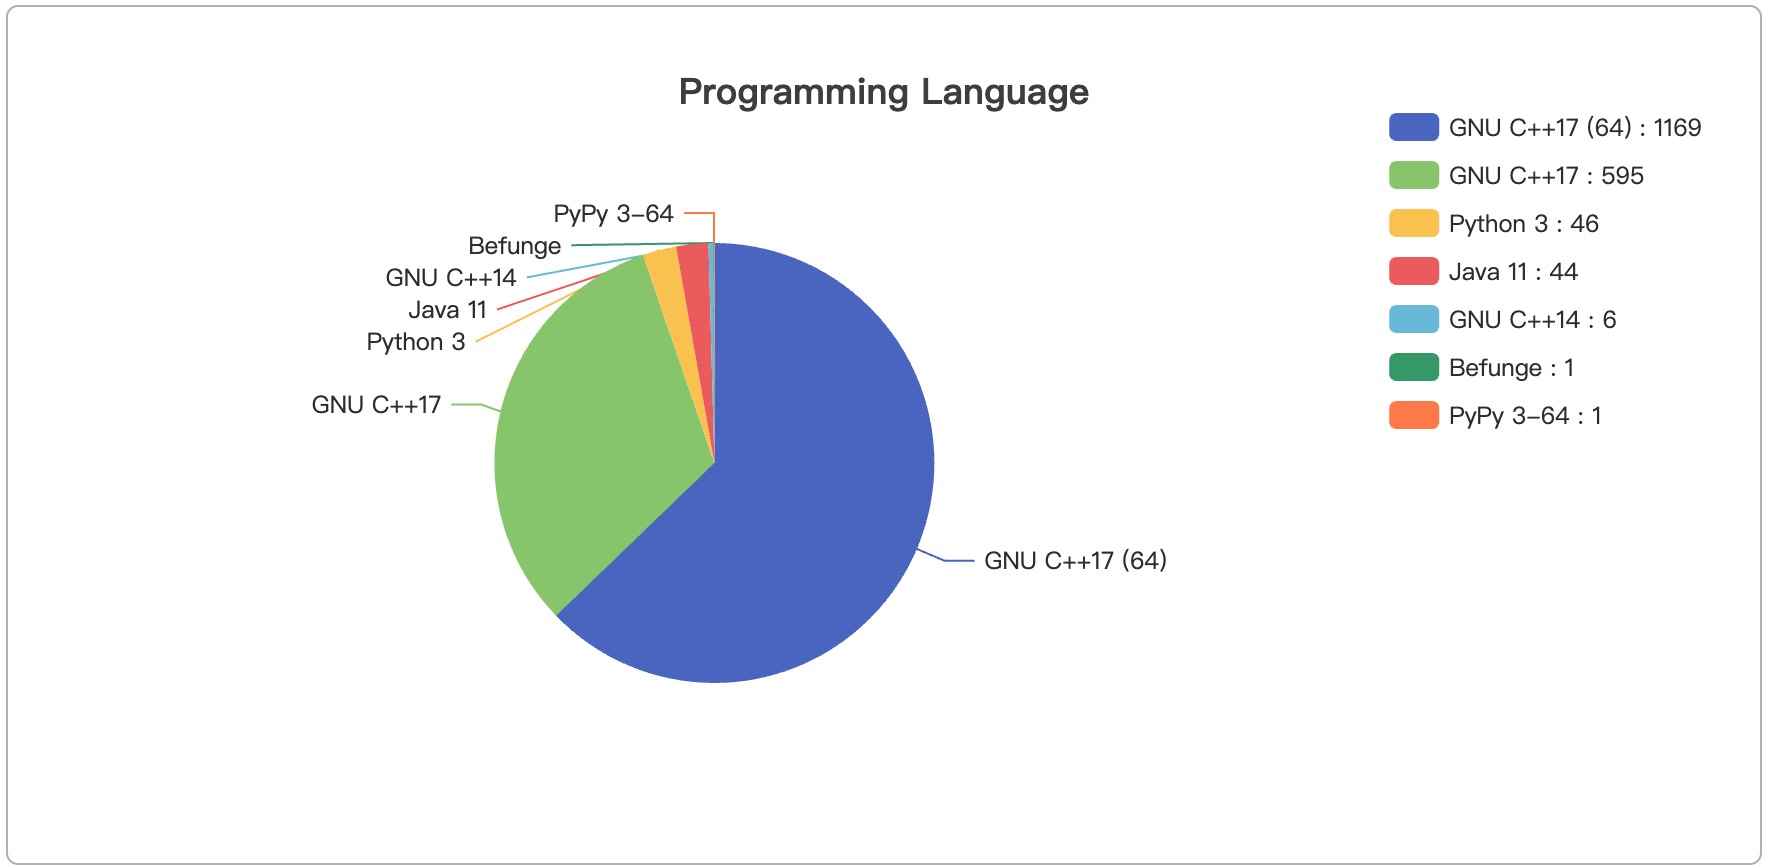 Programming Language
GNU C++17 (64) : 1169
GNU C++17 : 595
Python 3 : 46
Java 11 : 44
GNU C++14 : 6
Befunge : 1
PyPy 3-64 : 1
PyPy 3-64
Befunge
GNU C++14
Java 11
Python 3
GNU C++17
GNU C++17 (64)